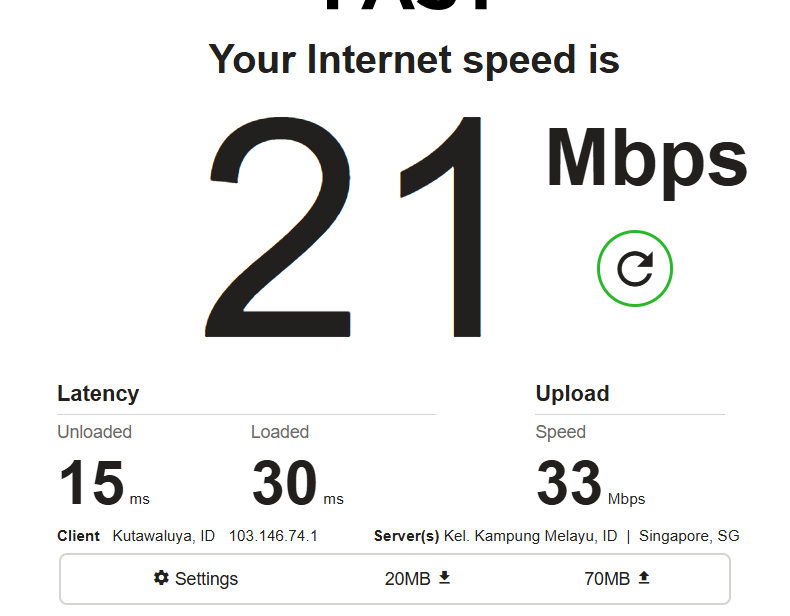 FAST
Your Internet speed is
21 Mbps
Latency
Upload
Unloaded
Loaded
Speed
15 ms
30 ms
33 Mbps
Client Kutawaluya, ID 103.146.74.1
Server(s) Kel. Kampung Melayu, ID | Singapore, SG
Settings
20MB
70MB